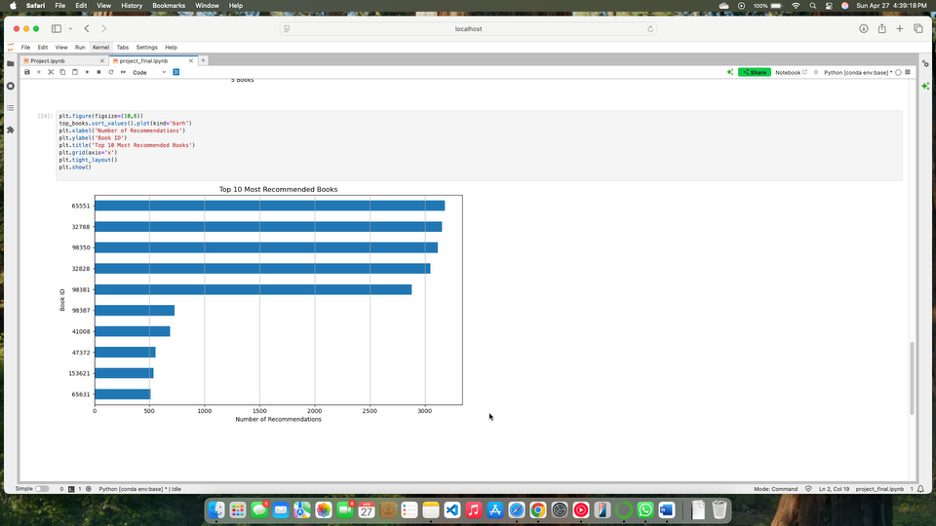 Safari File Edit View History Bookmarks Window Help 100% Sun Apr 27 4:39:18 PM
localhost
File Edit View Run Kernel Tabs Settings Help
Project.ipynb project_final.ipynb
Code Share Notebook Python [conda env:base] *
5 Books
[24]:
plt.figure(figsize=(10,6))
top_books.sort_values().plot(kind='barh')
plt.xlabel('Number of Recommendations')
plt.ylabel('Book ID')
plt.title('Top 10 Most Recommended Books')
plt.grid(axis='x')
plt.tight_layout()
plt.show()
Top 10 Most Recommended Books
65551
32788
98350
32828
98381
Book ID
98387
41008
47372
153621
65631
0 500 1000 1500 2000 2500 3000
Number of Recommendations
Simple 0 1 Python [conda env:base] * | Idle Mode: Command Ln 2, Col 19 project_final.ipynb 1
27